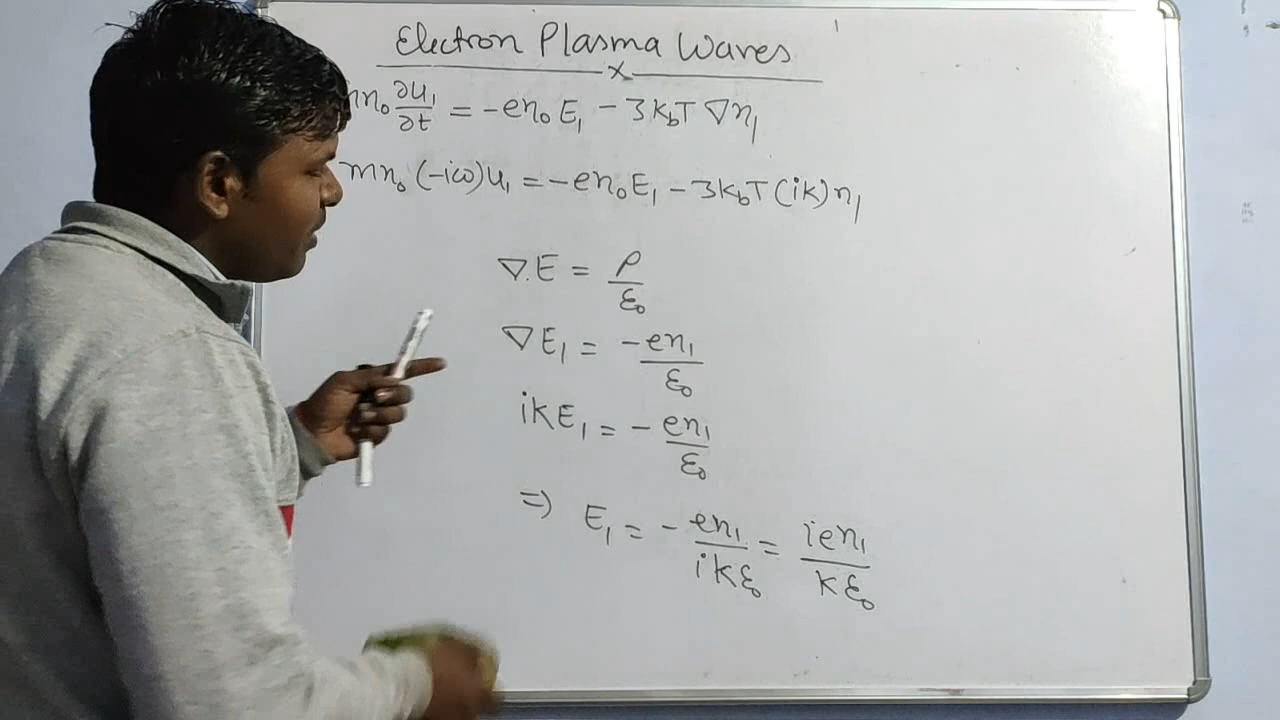 Electron Plasma Waves
mn₀ ∂u₁/∂t = -en₀E₁ - 3k_bT ∇n₁
mn₀(-iω)u₁ = -en₀E₁ - 3k_bT(ik)n₁
∇.E = ρ/ε₀
∇E₁ = -en₁/ε₀
ikE₁ = -en₁/ε₀
=> E₁ = -en₁/ikε₀ = ien₁/kε₀